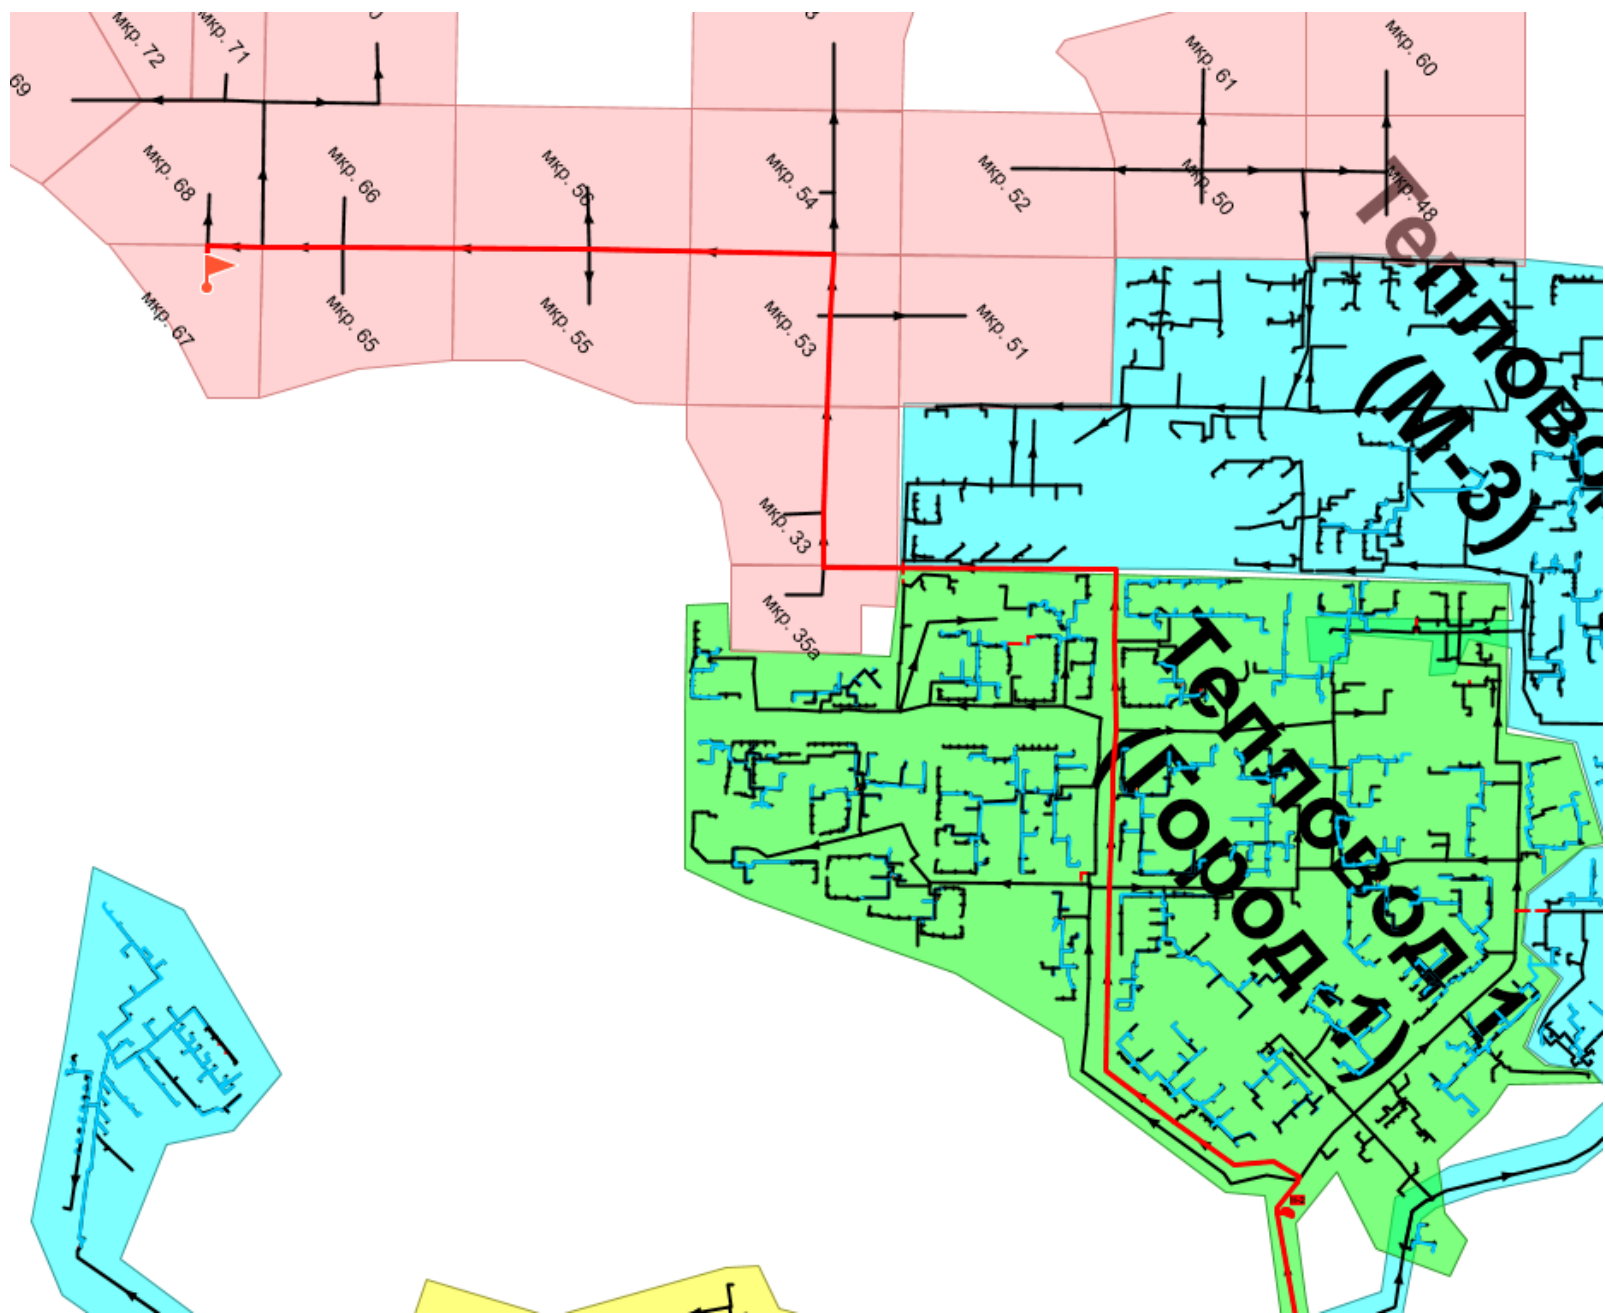 мкр. 72
мкр. 71
69
мкр. 61
мкр. 60
мкр. 68
мкр. 66
мкр. 56
мкр. 54
мкр. 52
мкр. 50
мкр. 48
мкр. 67
мкр. 65
мкр. 55
мкр. 53
мкр. 51
мкр. 33
мкр. 35а
(М-3)
Тепловод 1
(Город-1)